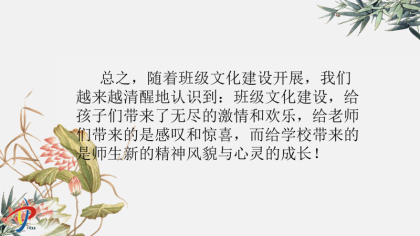 总之，随着班级文化建设开展，我们
越来越清醒地认识到：班级文化建设，给
孩子们带来了无尽的激情和欢乐，给老师
们带来的是感叹和惊喜，而给学校带来的
是师生新的精神风貌与心灵的成长！